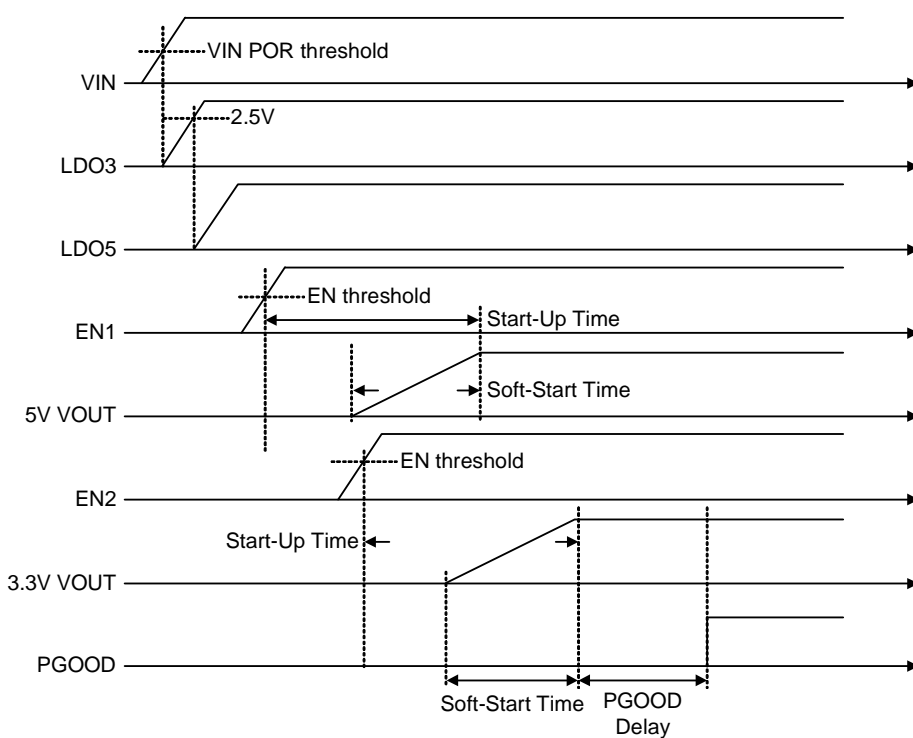 VIN POR threshold
VIN
2.5V
LDO3
LDO5
EN threshold
EN1
Start-Up Time
Soft-Start Time
5V VOUT
EN threshold
EN2
Start-Up Time
3.3V VOUT
PGOOD
Soft-Start Time
PGOOD
Delay